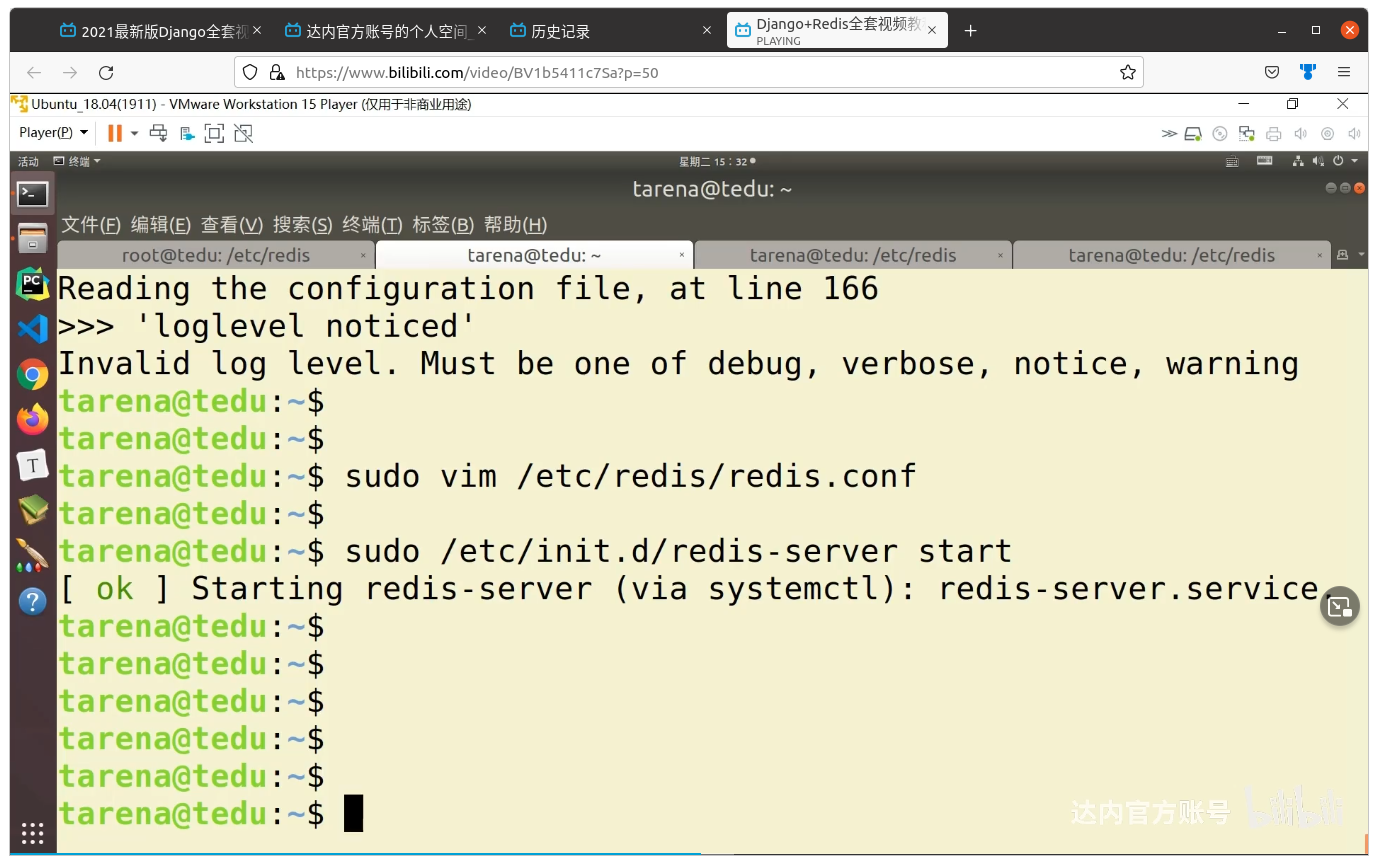 2021最新版Django全套视
达内官方账号的个人空间_
历史记录
Django+Redis全套视频教
PLAYING
https://www.bilibili.com/video/BV1b5411c7Sa?p=50
Ubuntu_18.04(1911) - VMware Workstation 15 Player (仅用于非商业用途)
Player(P)
活动 终端 星期二 15：32
tarena@tedu: ~
文件(F) 编辑(E) 查看(V) 搜索(S) 终端(T) 标签(B) 帮助(H)
root@tedu: /etc/redis
tarena@tedu: ~
tarena@tedu: /etc/redis
tarena@tedu: /etc/redis
Reading the configuration file, at line 166
>>> 'loglevel noticed'
Invalid log level. Must be one of debug, verbose, notice, warning
tarena@tedu:~$
tarena@tedu:~$
tarena@tedu:~$ sudo vim /etc/redis/redis.conf
tarena@tedu:~$
tarena@tedu:~$ sudo /etc/init.d/redis-server start
[ ok ] Starting redis-server (via systemctl): redis-server.service.
tarena@tedu:~$
tarena@tedu:~$
tarena@tedu:~$
tarena@tedu:~$
tarena@tedu:~$
tarena@tedu:~$
PC
T
?
达内官方账号 bilibili